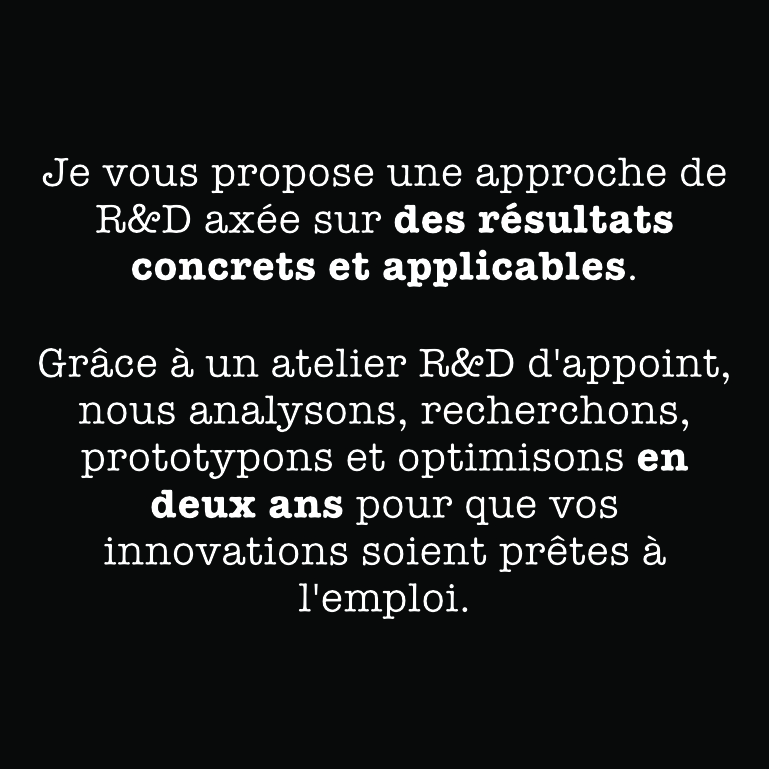 Je vous propose une approche de
R&D axée sur des résultats
concrets et applicables.
Grâce à un atelier R&D d'appoint,
nous analysons, recherchons,
prototypons et optimisons en
deux ans pour que vos
innovations soient prêtes à
l'emploi.